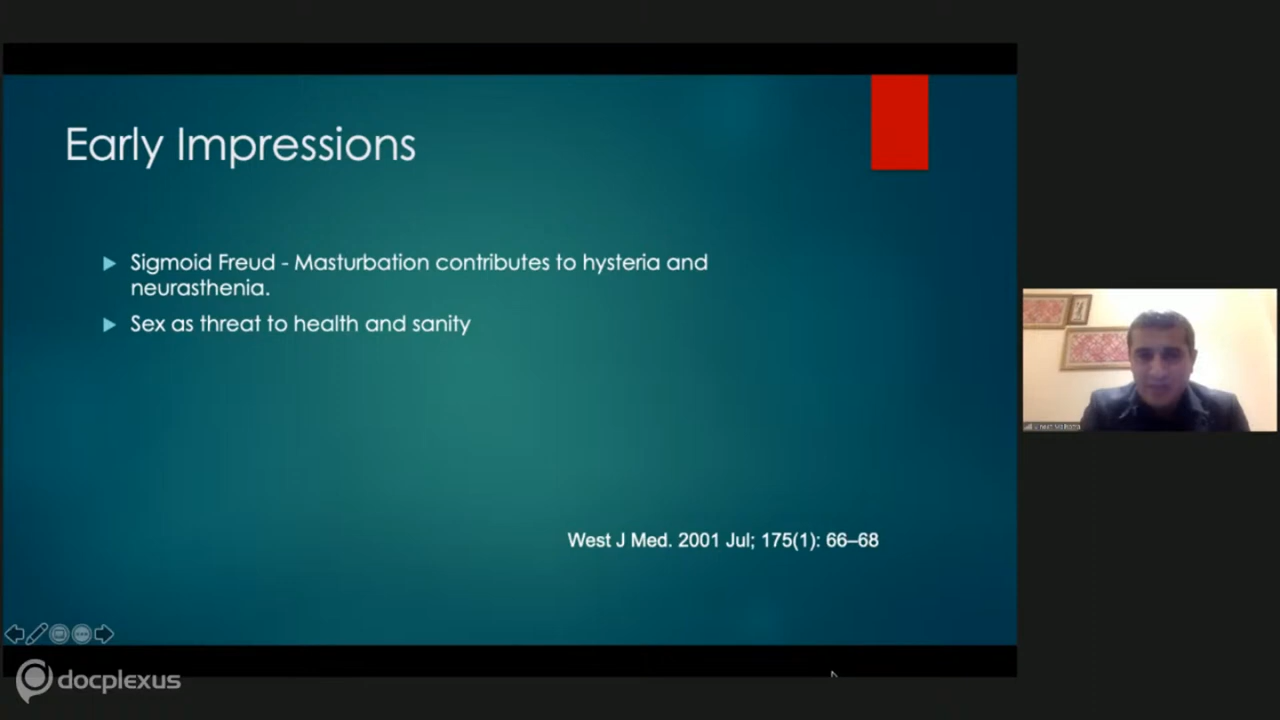 Early Impressions
Sigmoid Freud - Masturbation contributes to hysteria and
neurasthenia.
Sex as threat to health and sanity
West J Med. 2001 Jul; 175(1): 66–68
docplexus